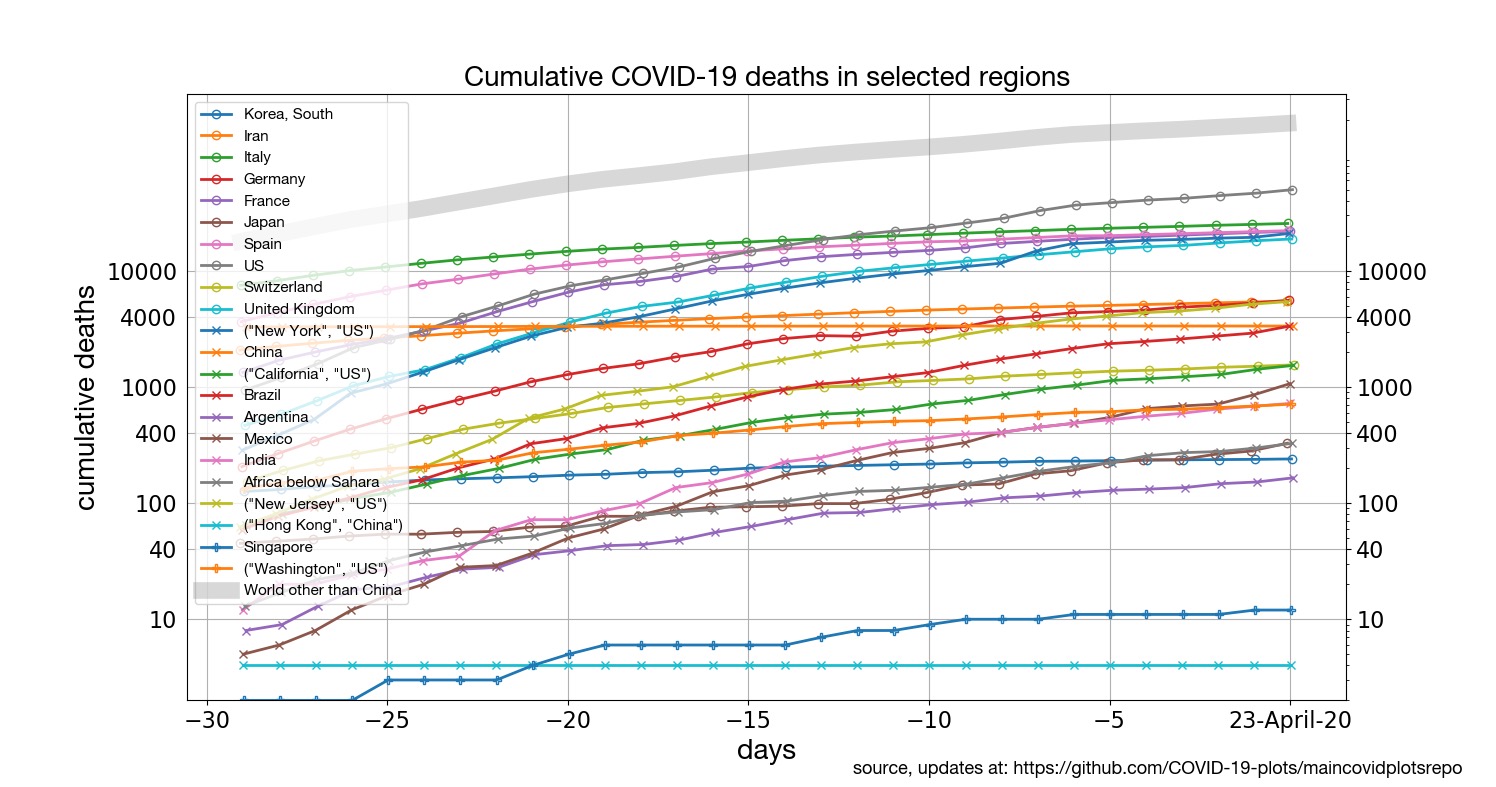 Cumulative COVID-19 deaths in selected regions
Korea, South
Iran
Italy
Germany
France
Japan
Spain
US
Switzerland
United Kingdom
("New York", "US")
China
("California", "US")
Brazil
Argentina
Mexico
India
Africa below Sahara
("New Jersey", "US")
("Hong Kong", "China")
Singapore
("Washington", "US")
World other than China
cumulative deaths
10000
4000
1000
400
100
40
10
10000
4000
1000
400
100
40
10
−30
−25
−20
−15
−10
−5
23-April-20
days
source, updates at: https://github.com/COVID-19-plots/maincovidplotsrepo